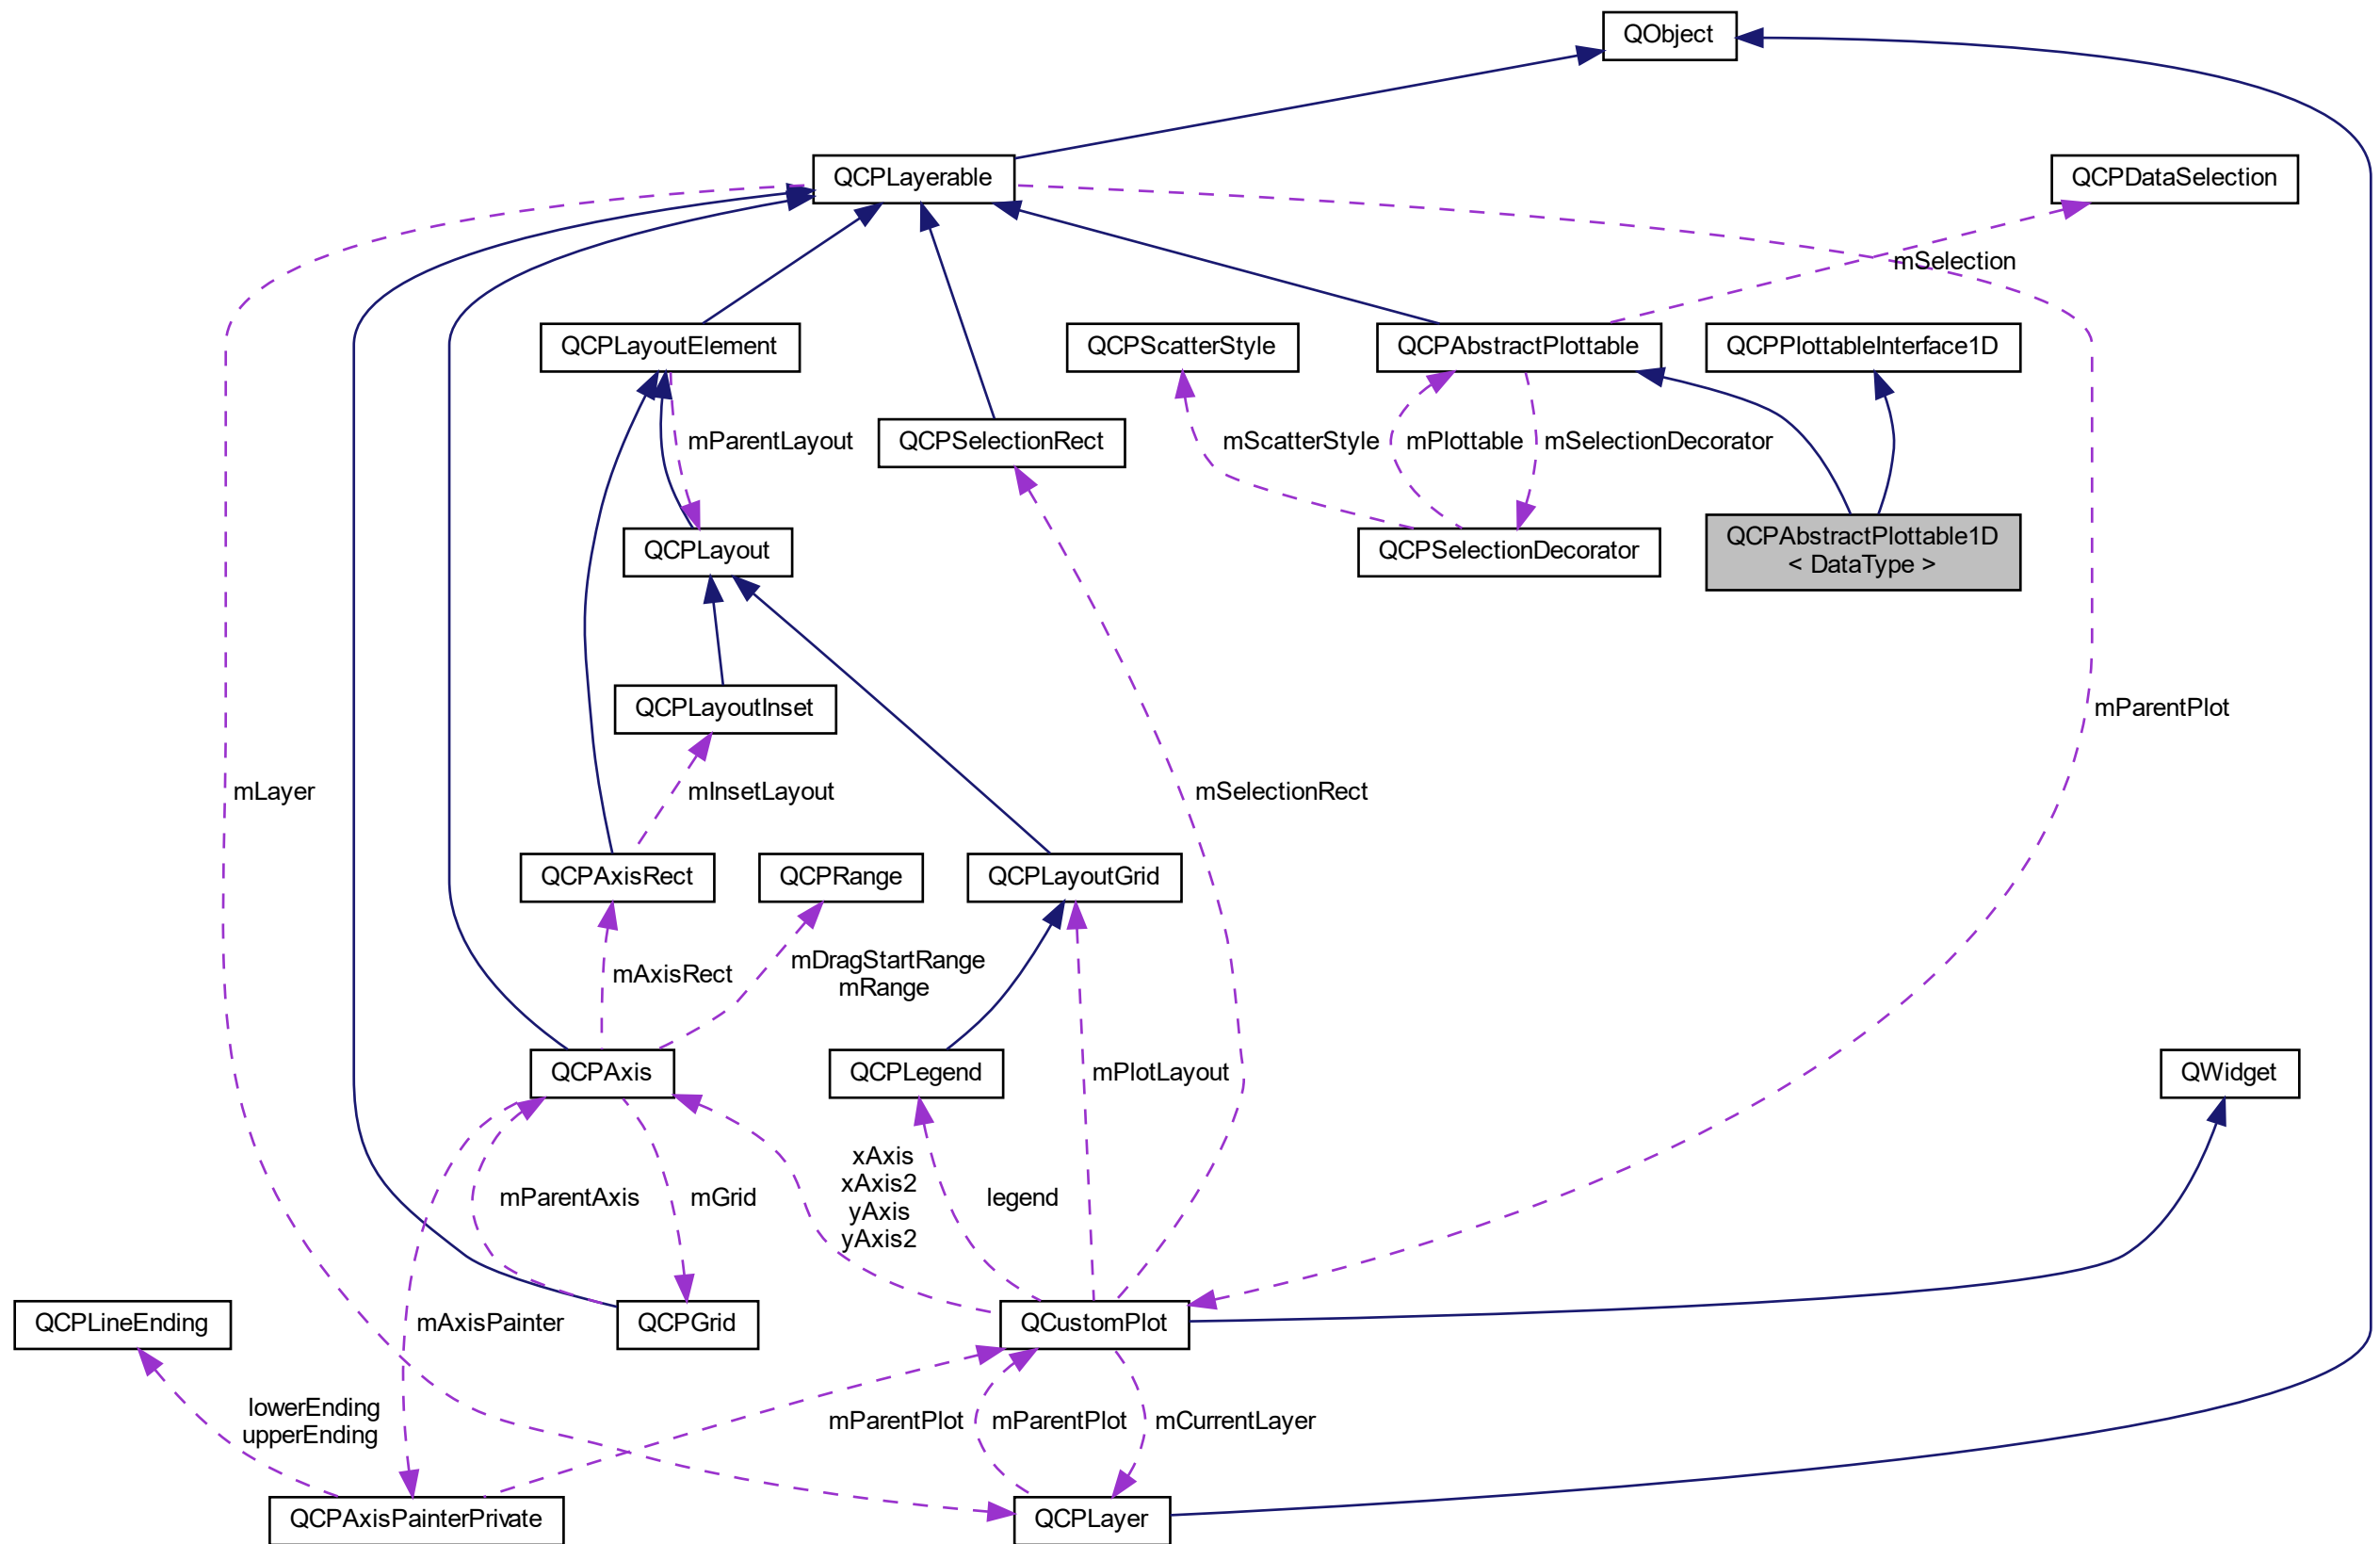 QObject
QCPLayerable
QCPDataSelection
mSelection
QCPLayoutElement
QCPScatterStyle
QCPAbstractPlottable
QCPPlottableInterface1D
mParentLayout
QCPSelectionRect
mScatterStyle
mPlottable
mSelectionDecorator
QCPLayout
QCPSelectionDecorator
QCPAbstractPlottable1D
< DataType >
QCPLayoutInset
mParentPlot
mLayer
mInsetLayout
mSelectionRect
QCPAxisRect
QCPRange
QCPLayoutGrid
mAxisRect
mDragStartRange
mRange
QCPAxis
QCPLegend
mPlotLayout
QWidget
mParentAxis
mGrid
xAxis
xAxis2
yAxis
yAxis2
legend
QCPLineEnding
mAxisPainter
QCPGrid
QCustomPlot
lowerEnding
upperEnding
mParentPlot
mParentPlot
mCurrentLayer
QCPAxisPainterPrivate
QCPLayer